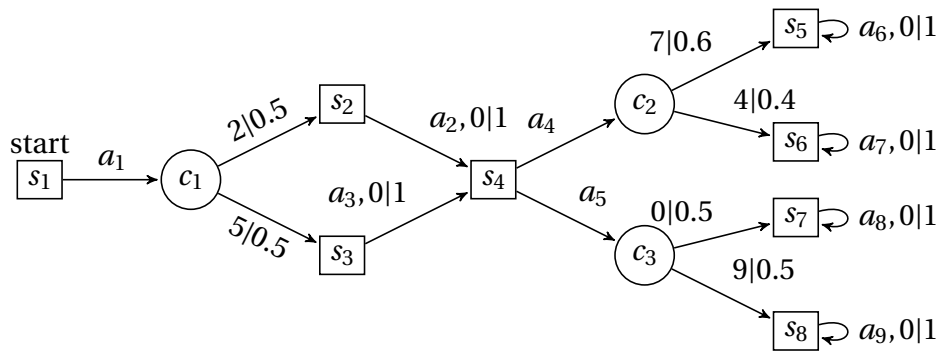 start
s₁
a₁
c₁
2|0.5
5|0.5
s₂
s₃
a₂, 0|1
a₃, 0|1
s₄
a₄
a₅
c₂
c₃
7|0.6
4|0.4
0|0.5
9|0.5
s₅
a₆, 0|1
s₆
a₇, 0|1
s₇
a₈, 0|1
s₈
a₉, 0|1